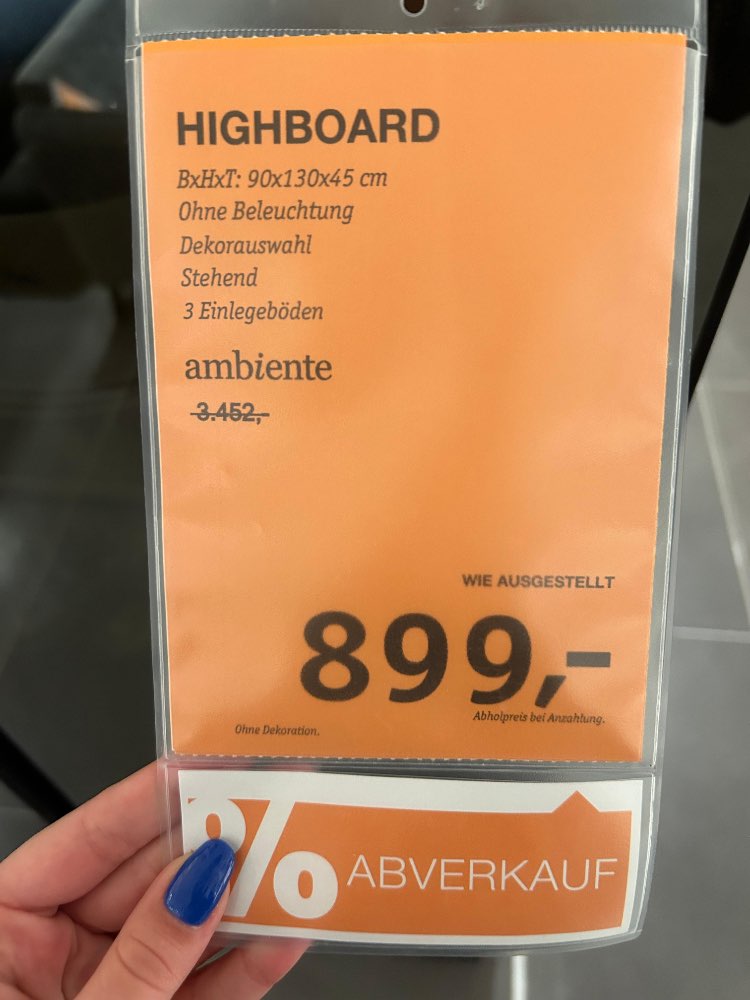 HIGHBOARD
BxHxT: 90x130x45 cm
Ohne Beleuchtung
Dekorauswahl
Stehend
3 Einlegeböden
ambiente
3.452,-
WIE AUSGESTELLT
899,-
Abholpreis bei Anzahlung.
Ohne Dekoration.
% ABVERKAUF